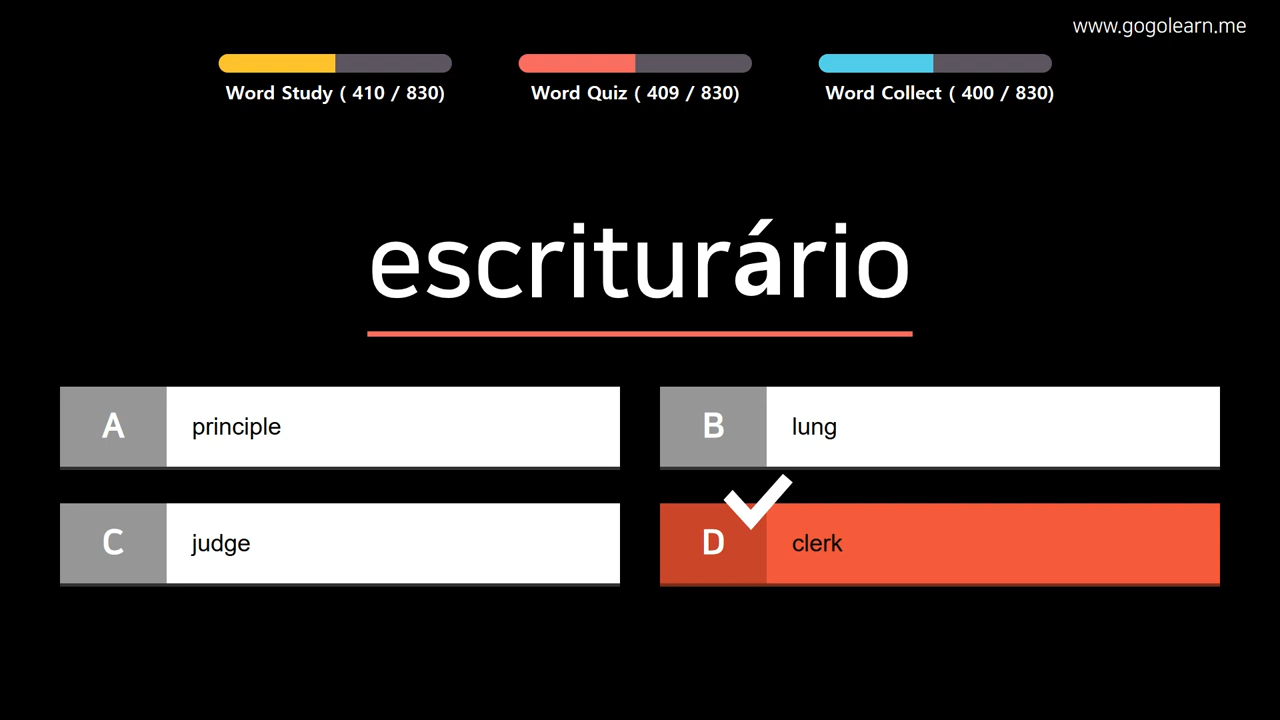 www.gogolearn.me
Word Study ( 410 / 830)
Word Quiz ( 409 / 830)
Word Collect ( 400 / 830)
escriturário
A principle
B lung
C judge
D clerk